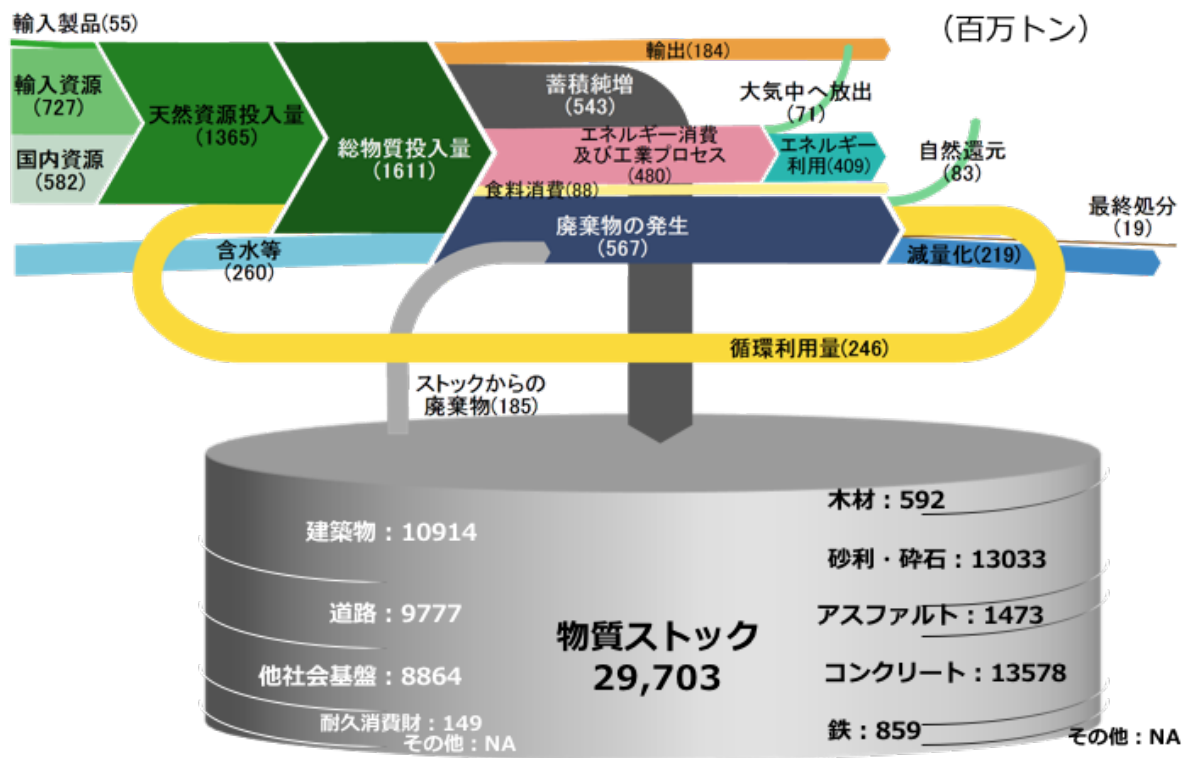 輸入製品(55)
(百万トン)
輸出(184)
輸入資源
(727)
蓄積純増
(543)
大気中へ放出
(71)
天然資源投入量
(1365)
総物質投入量
(1611)
エネルギー消費
及び工業プロセス
(480)
エネルギー
利用(409)
自然還元
(83)
国内資源
(582)
食料消費(88)
最終処分
(19)
廃棄物の発生
(567)
含水等
(260)
減量化(219)
循環利用量(246)
ストックからの
廃棄物(185)
建築物：10914
道路：9777
他社会基盤：8864
耐久消費財：149
その他：NA
物質ストック
29,703
木材：592
砂利・砕石：13033
アスファルト：1473
コンクリート：13578
鉄：859
その他：NA